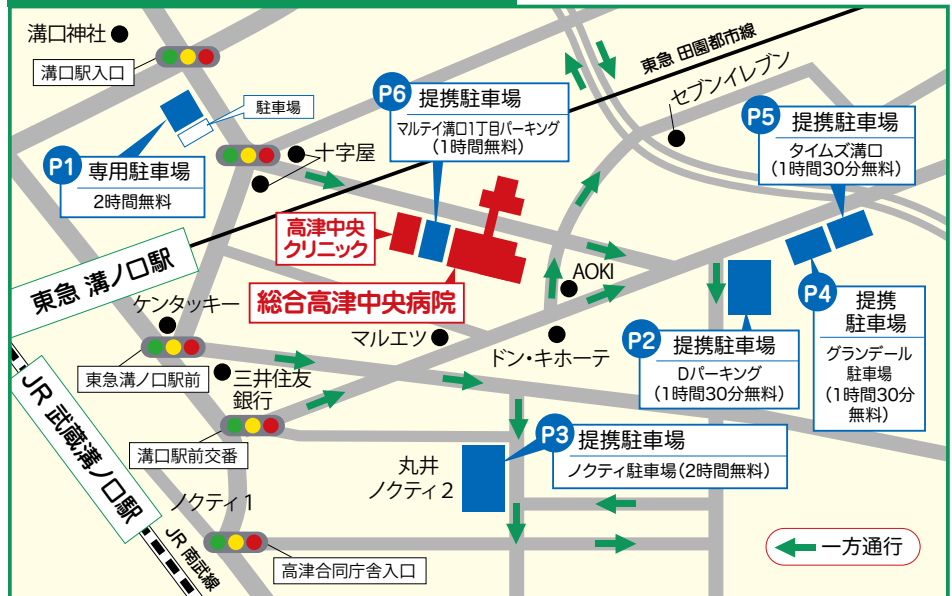 溝口神社
溝口駅入口
駐車場
P1
専用駐車場
2時間無料
十字屋
P6
提携駐車場
マルテイ溝口1丁目パーキング
(1時間無料)
東急 田園都市線
セブンイレブン
P5
提携駐車場
タイムズ溝口
(1時間30分無料)
高津中央
クリニック
総合高津中央病院
東急 溝ノ口駅
ケンタッキー
東急溝ノ口駅前
三井住友
銀行
マルエツ
AOKI
ドン・キホーテ
P2
提携駐車場
Dパーキング
(1時間30分無料)
P4
提携
駐車場
グランデール
駐車場
(1時間30分
無料)
JR 武蔵溝ノ口駅
溝口駅前交番
P3
提携駐車場
ノクティ駐車場(2時間無料)
丸井
ノクティ2
ノクティ1
JR 南武線
高津合同庁舎入口
一方通行